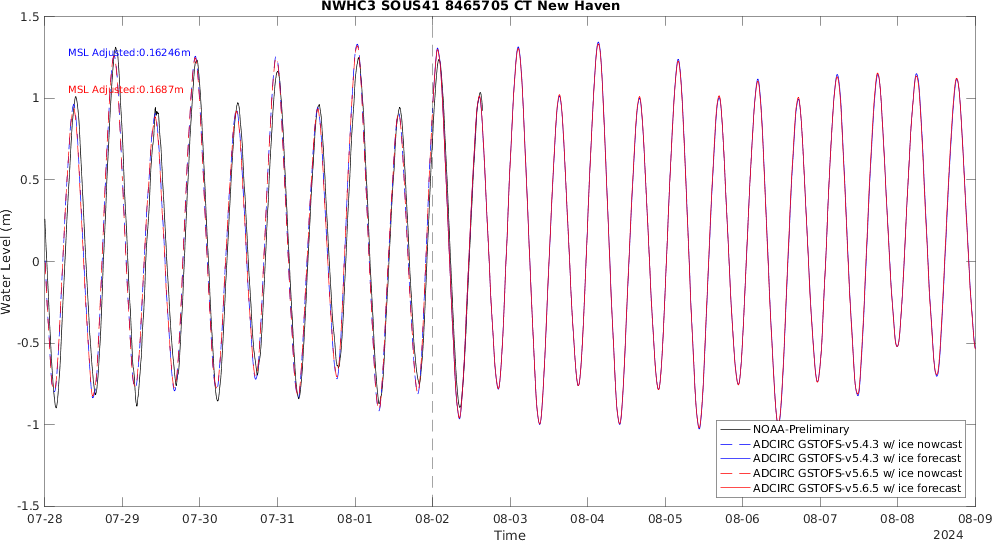 NWHC3 SOUS41 8465705 CT New Haven
MSL Adjusted:0.16246m
MSL Adjusted:0.1687m
Water Level (m)
1.5
1
0.5
0
-0.5
-1
-1.5
NOAA-Preliminary
ADCIRC GSTOFS-v5.4.3 w/ ice nowcast
ADCIRC GSTOFS-v5.4.3 w/ ice forecast
ADCIRC GSTOFS-v5.6.5 w/ ice nowcast
ADCIRC GSTOFS-v5.6.5 w/ ice forecast
07-28 07-29 07-30 07-31 08-01 08-02 08-03 08-04 08-05 08-06 08-07 08-08 08-09
Time
2024